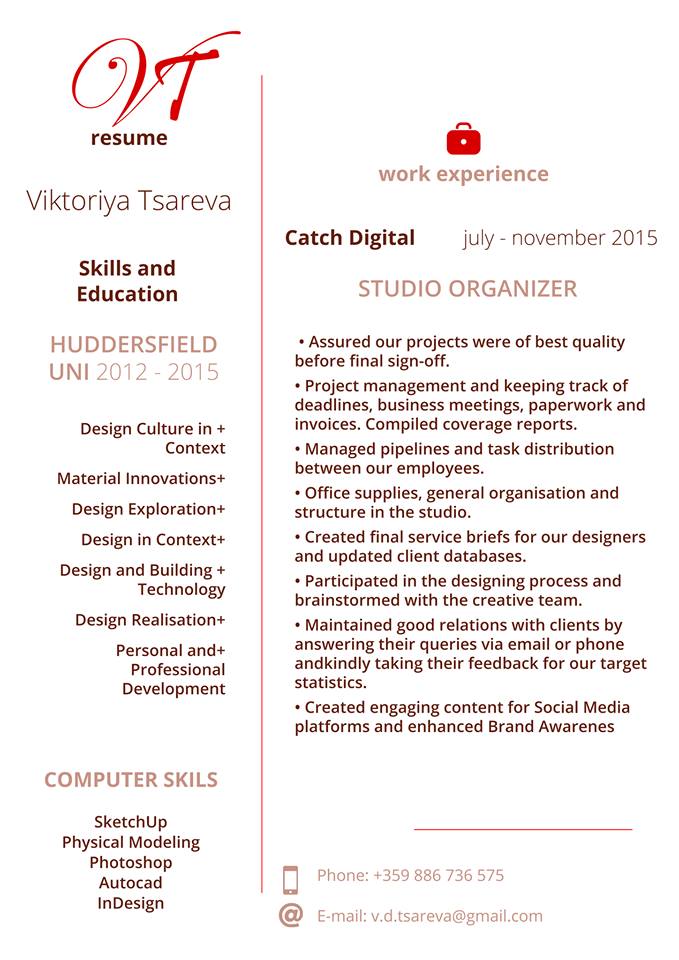 VT
resume
Viktoriya Tsareva
Skills and
Education
HUDDERSFIELD
UNI 2012 - 2015
Design Culture in +
Context
Material Innovations+
Design Exploration+
Design in Context+
Design and Building +
Technology
Design Realisation+
Personal and+
Professional
Development
COMPUTER SKILS
SketchUp
Physical Modeling
Photoshop
Autocad
InDesign
work experience
Catch Digital july - november 2015
STUDIO ORGANIZER
• Assured our projects were of best quality
before final sign-off.
• Project management and keeping track of
deadlines, business meetings, paperwork and
invoices. Compiled coverage reports.
• Managed pipelines and task distribution
between our employees.
• Office supplies, general organisation and
structure in the studio.
• Created final service briefs for our designers
and updated client databases.
• Participated in the designing process and
brainstormed with the creative team.
• Maintained good relations with clients by
answering their queries via email or phone
andkindly taking their feedback for our target
statistics.
• Created engaging content for Social Media
platforms and enhanced Brand Awarenes
Phone: +359 886 736 575
@ E-mail: v.d.tsareva@gmail.com